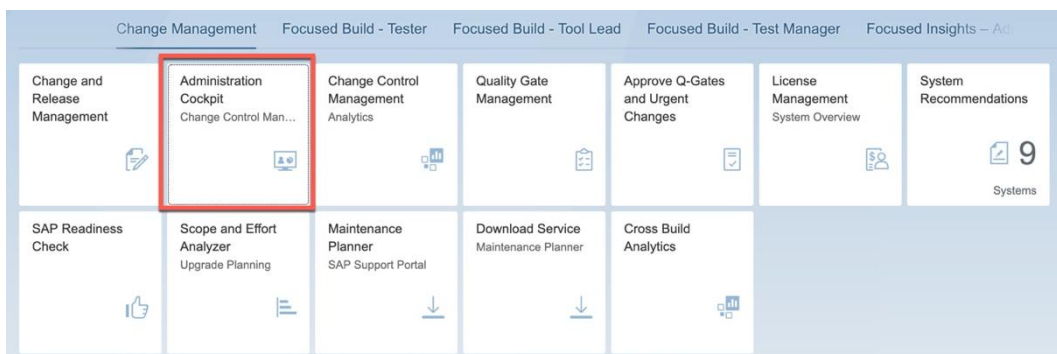 Change Management Focused Build - Tester Focused Build - Tool Lead Focused Build - Test Manager Focused Insights –
Change and
Release
Management
Administration
Cockpit
Change Control Man...
Change Control
Management
Analytics
Quality Gate
Management
Approve Q-Gates
and Urgent
Changes
License
Management
System Overview
System
Recommendations
9
Systems
SAP Readiness
Check
Scope and Effort
Analyzer
Upgrade Planning
Maintenance
Planner
SAP Support Portal
Download Service
Maintenance Planner
Cross Build
Analytics